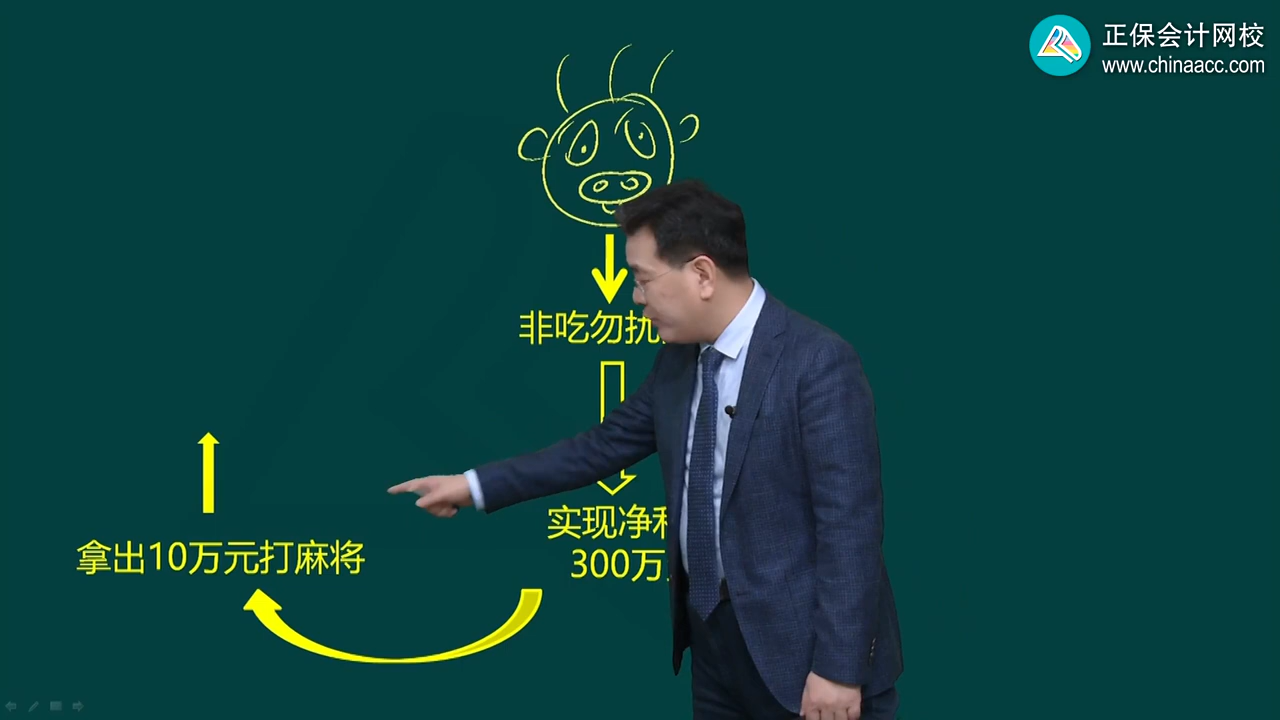 正保会计网校
www.chinaacc.com
非吃勿扰
实现净利
300万
拿出10万元打麻将